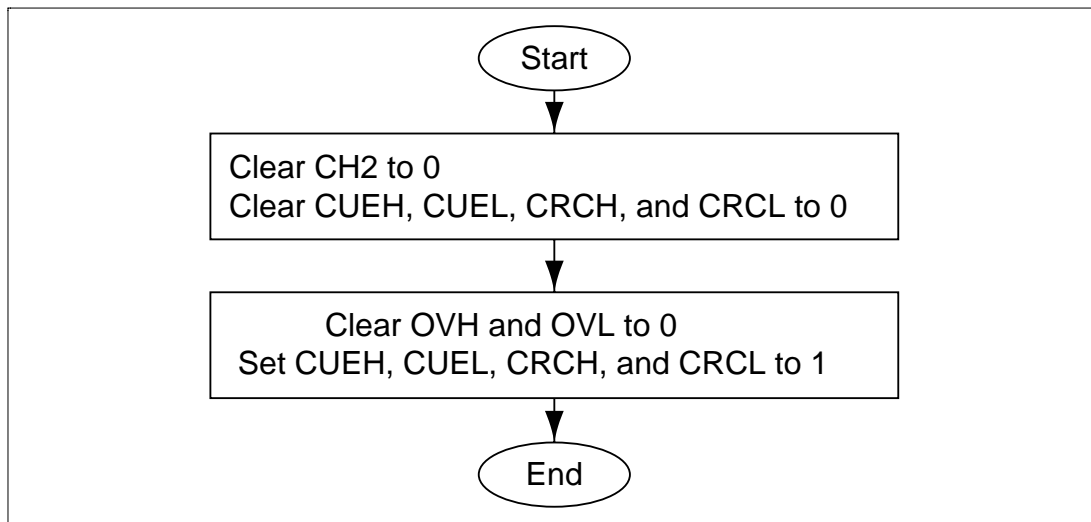 Start
Clear CH2 to 0
Clear CUEH, CUEL, CRCH, and CRCL to 0
Clear OVH and OVL to 0
Set CUEH, CUEL, CRCH, and CRCL to 1
End